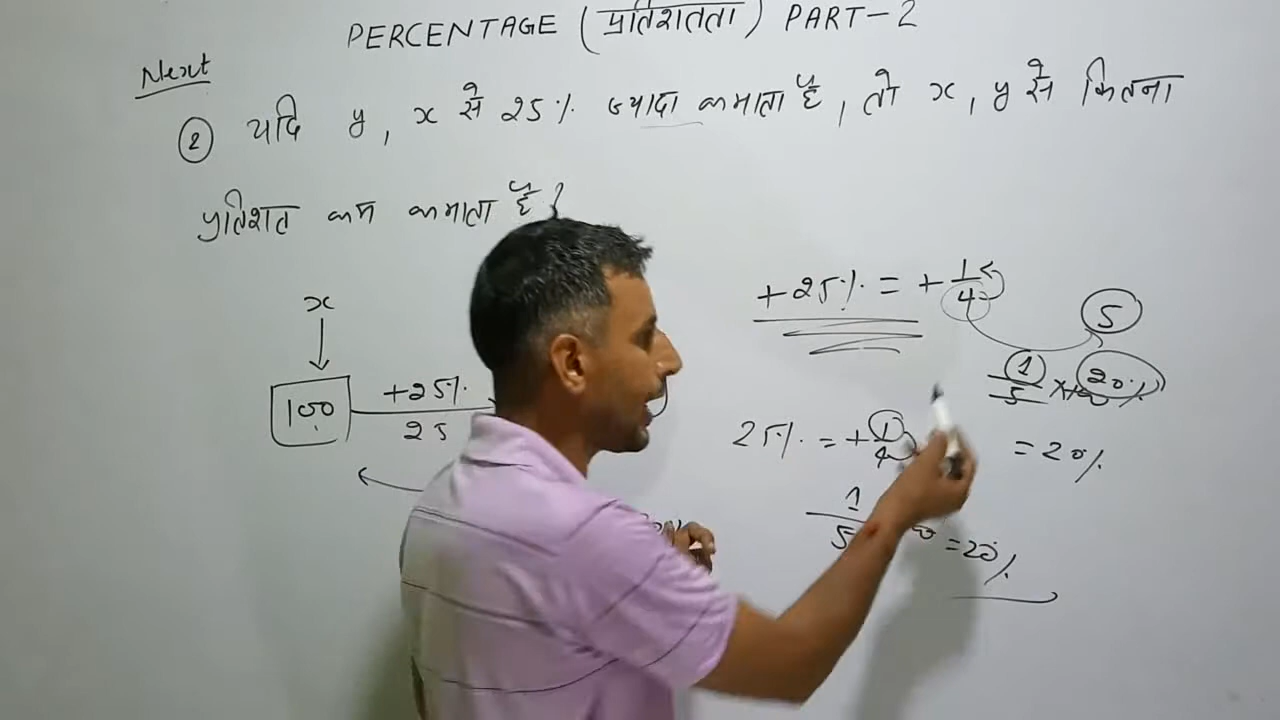 PERCENTAGE (प्रतिशतता) PART-2
Next
② यदि y, x से 25% ज्यादा कमाता है, तो x, y से कितना
प्रतिशत कम कमाता है?
x
100
+25%
25
+25% = +1/4
5
1/5 × 100 20%
= 20%
25% = +1/4
1/5
= 20%